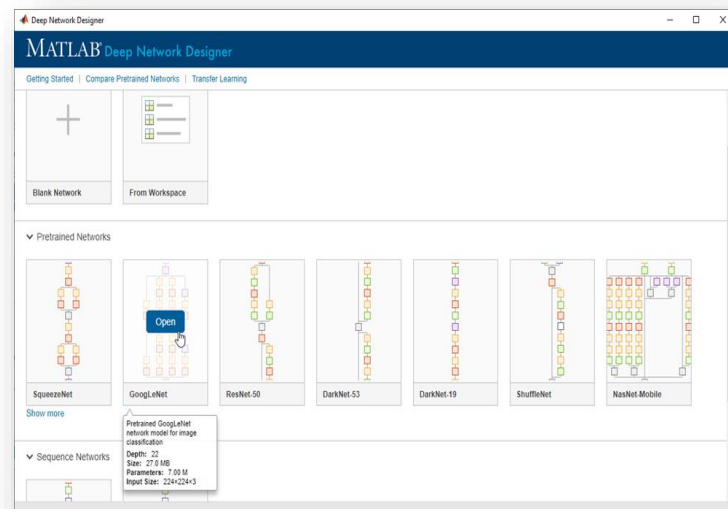 Deep Network Designer
MATLAB® Deep Network Designer
Getting Started | Compare Pretrained Networks | Transfer Learning
Blank Network
From Workspace
Pretrained Networks
Open
SqueezeNet
GoogLeNet
ResNet-50
DarkNet-53
DarkNet-19
ShuffleNet
NasNet-Mobile
Show more
Pretrained GoogLeNet
network model for image
classification
Depth: 22
Size: 27.0 MB
Parameters: 7.00 M
Input Size: 224×224×3
Sequence Networks